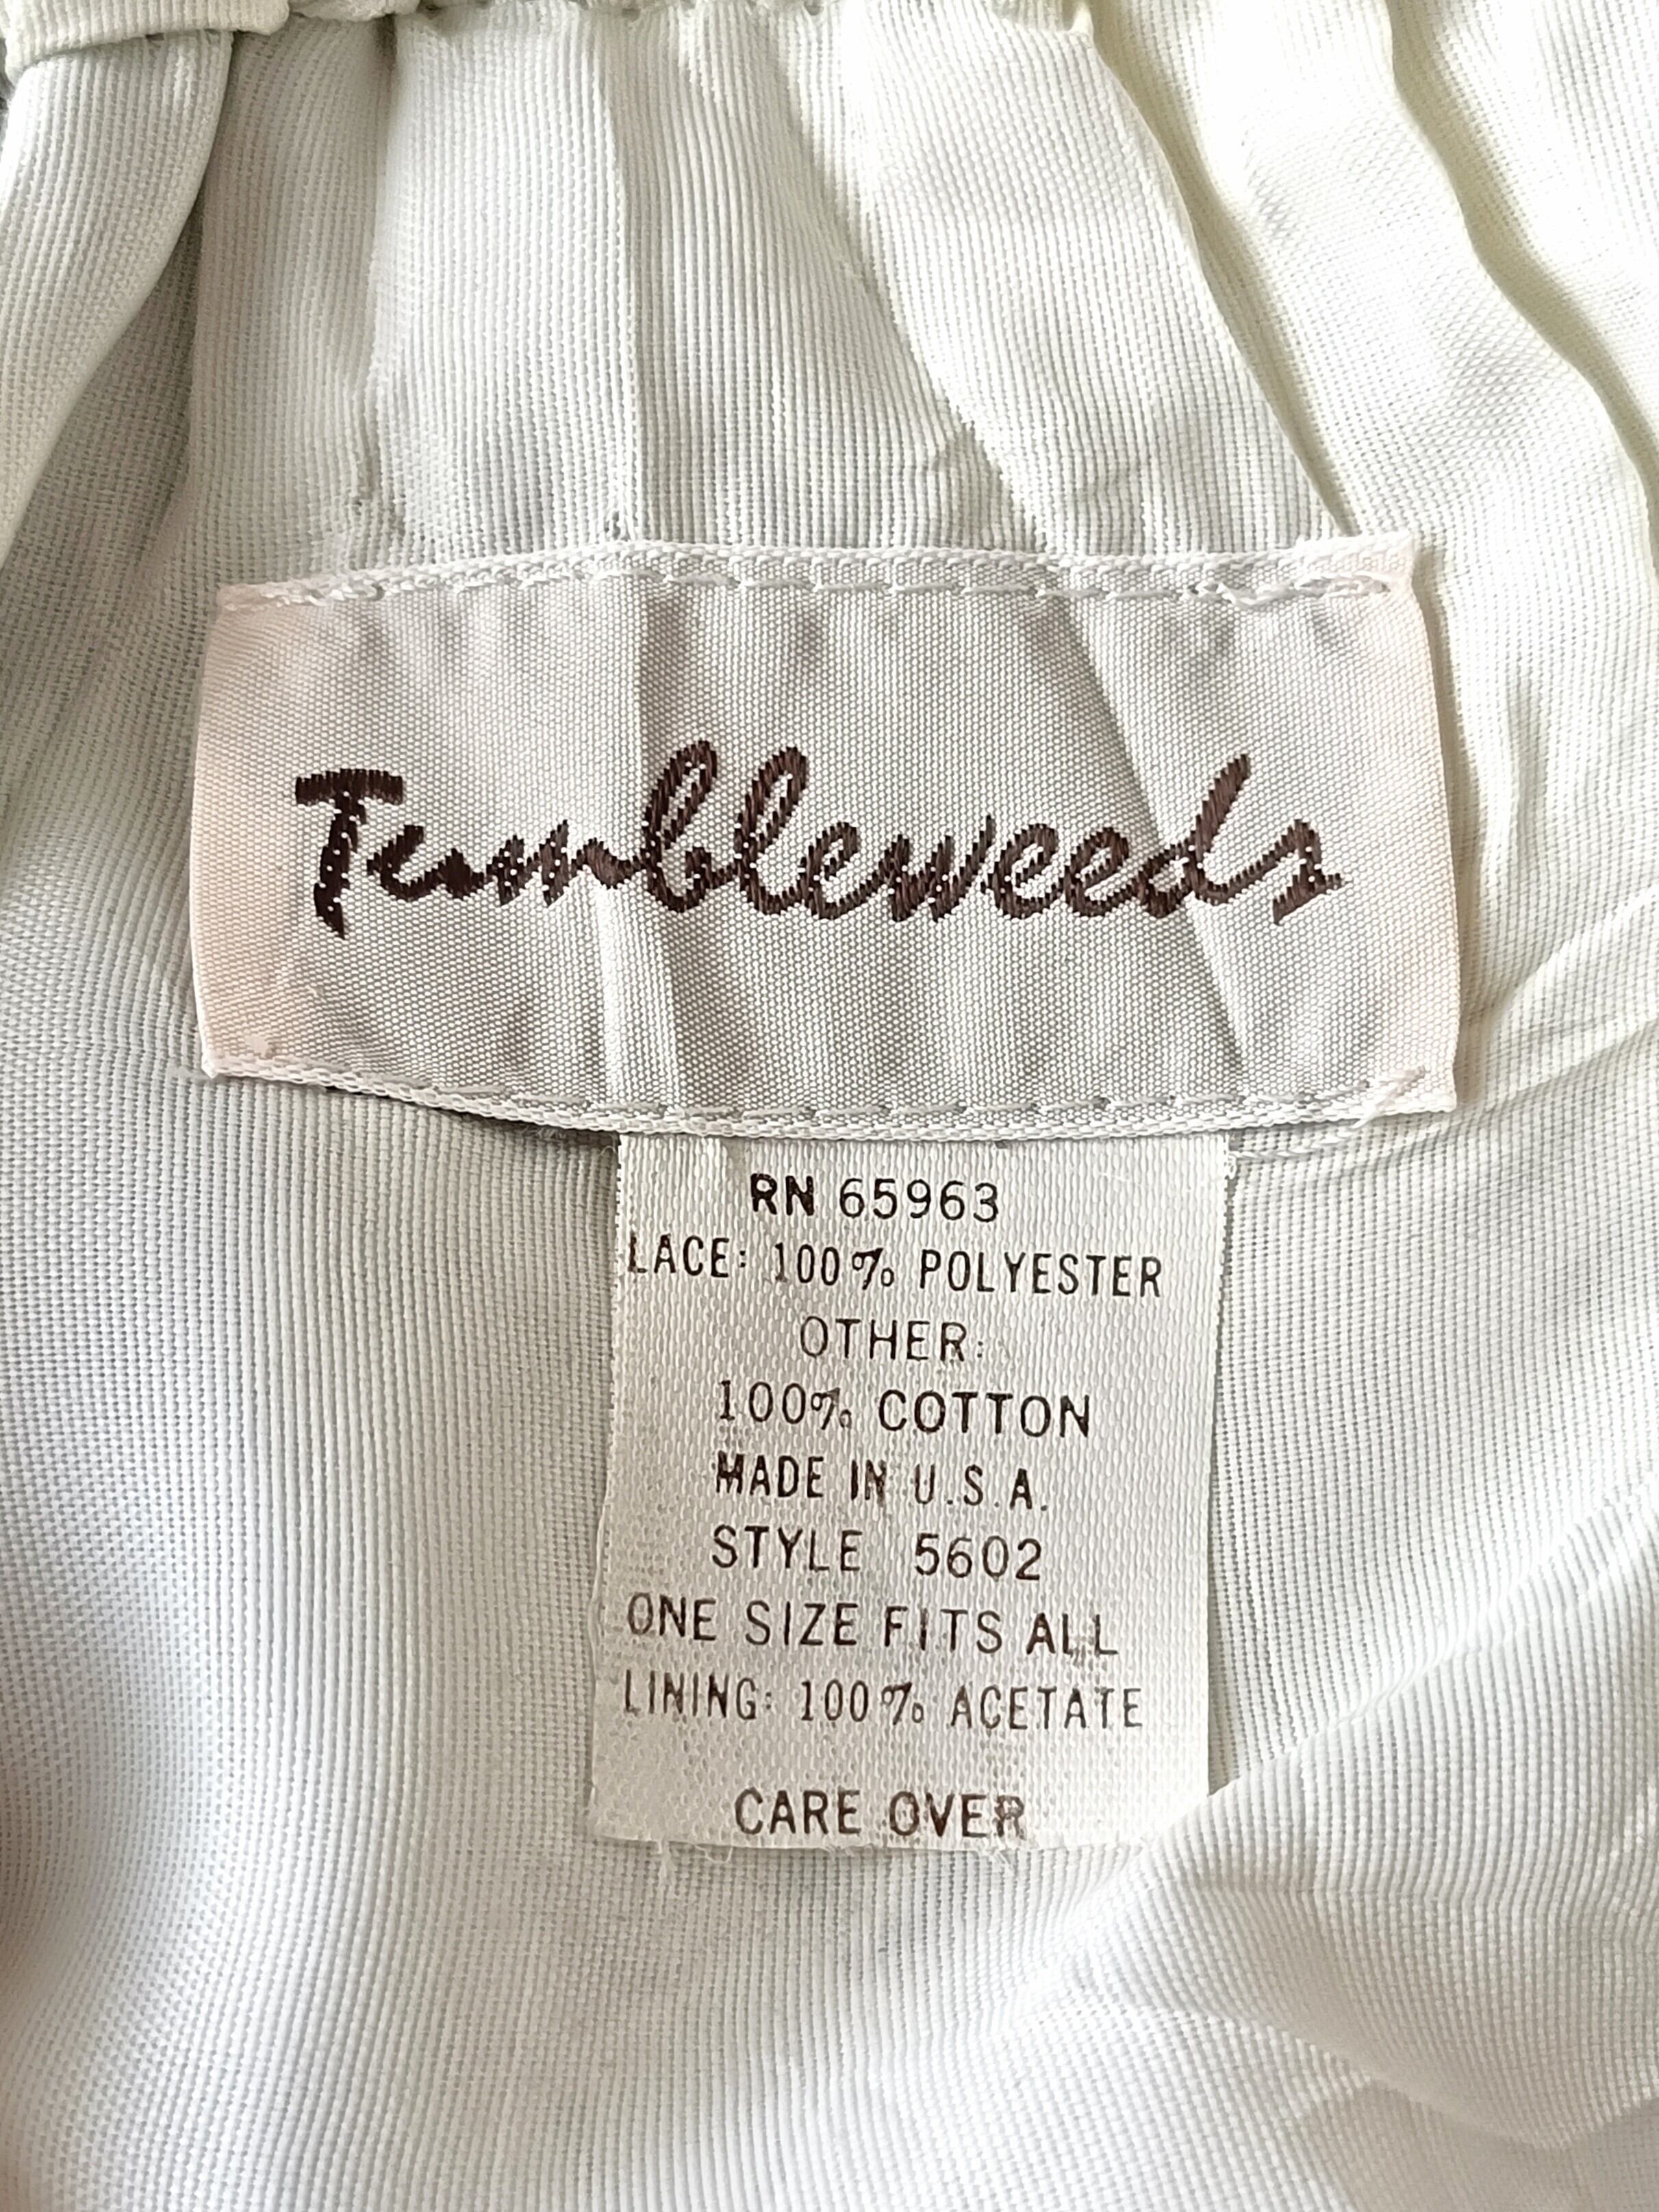 Tumbleweeds
RN 65963
LACE: 100% POLYESTER
OTHER:
100% COTTON
MADE IN U.S.A.
STYLE 5602
ONE SIZE FITS ALL
LINING: 100% ACETATE
CARE OVER